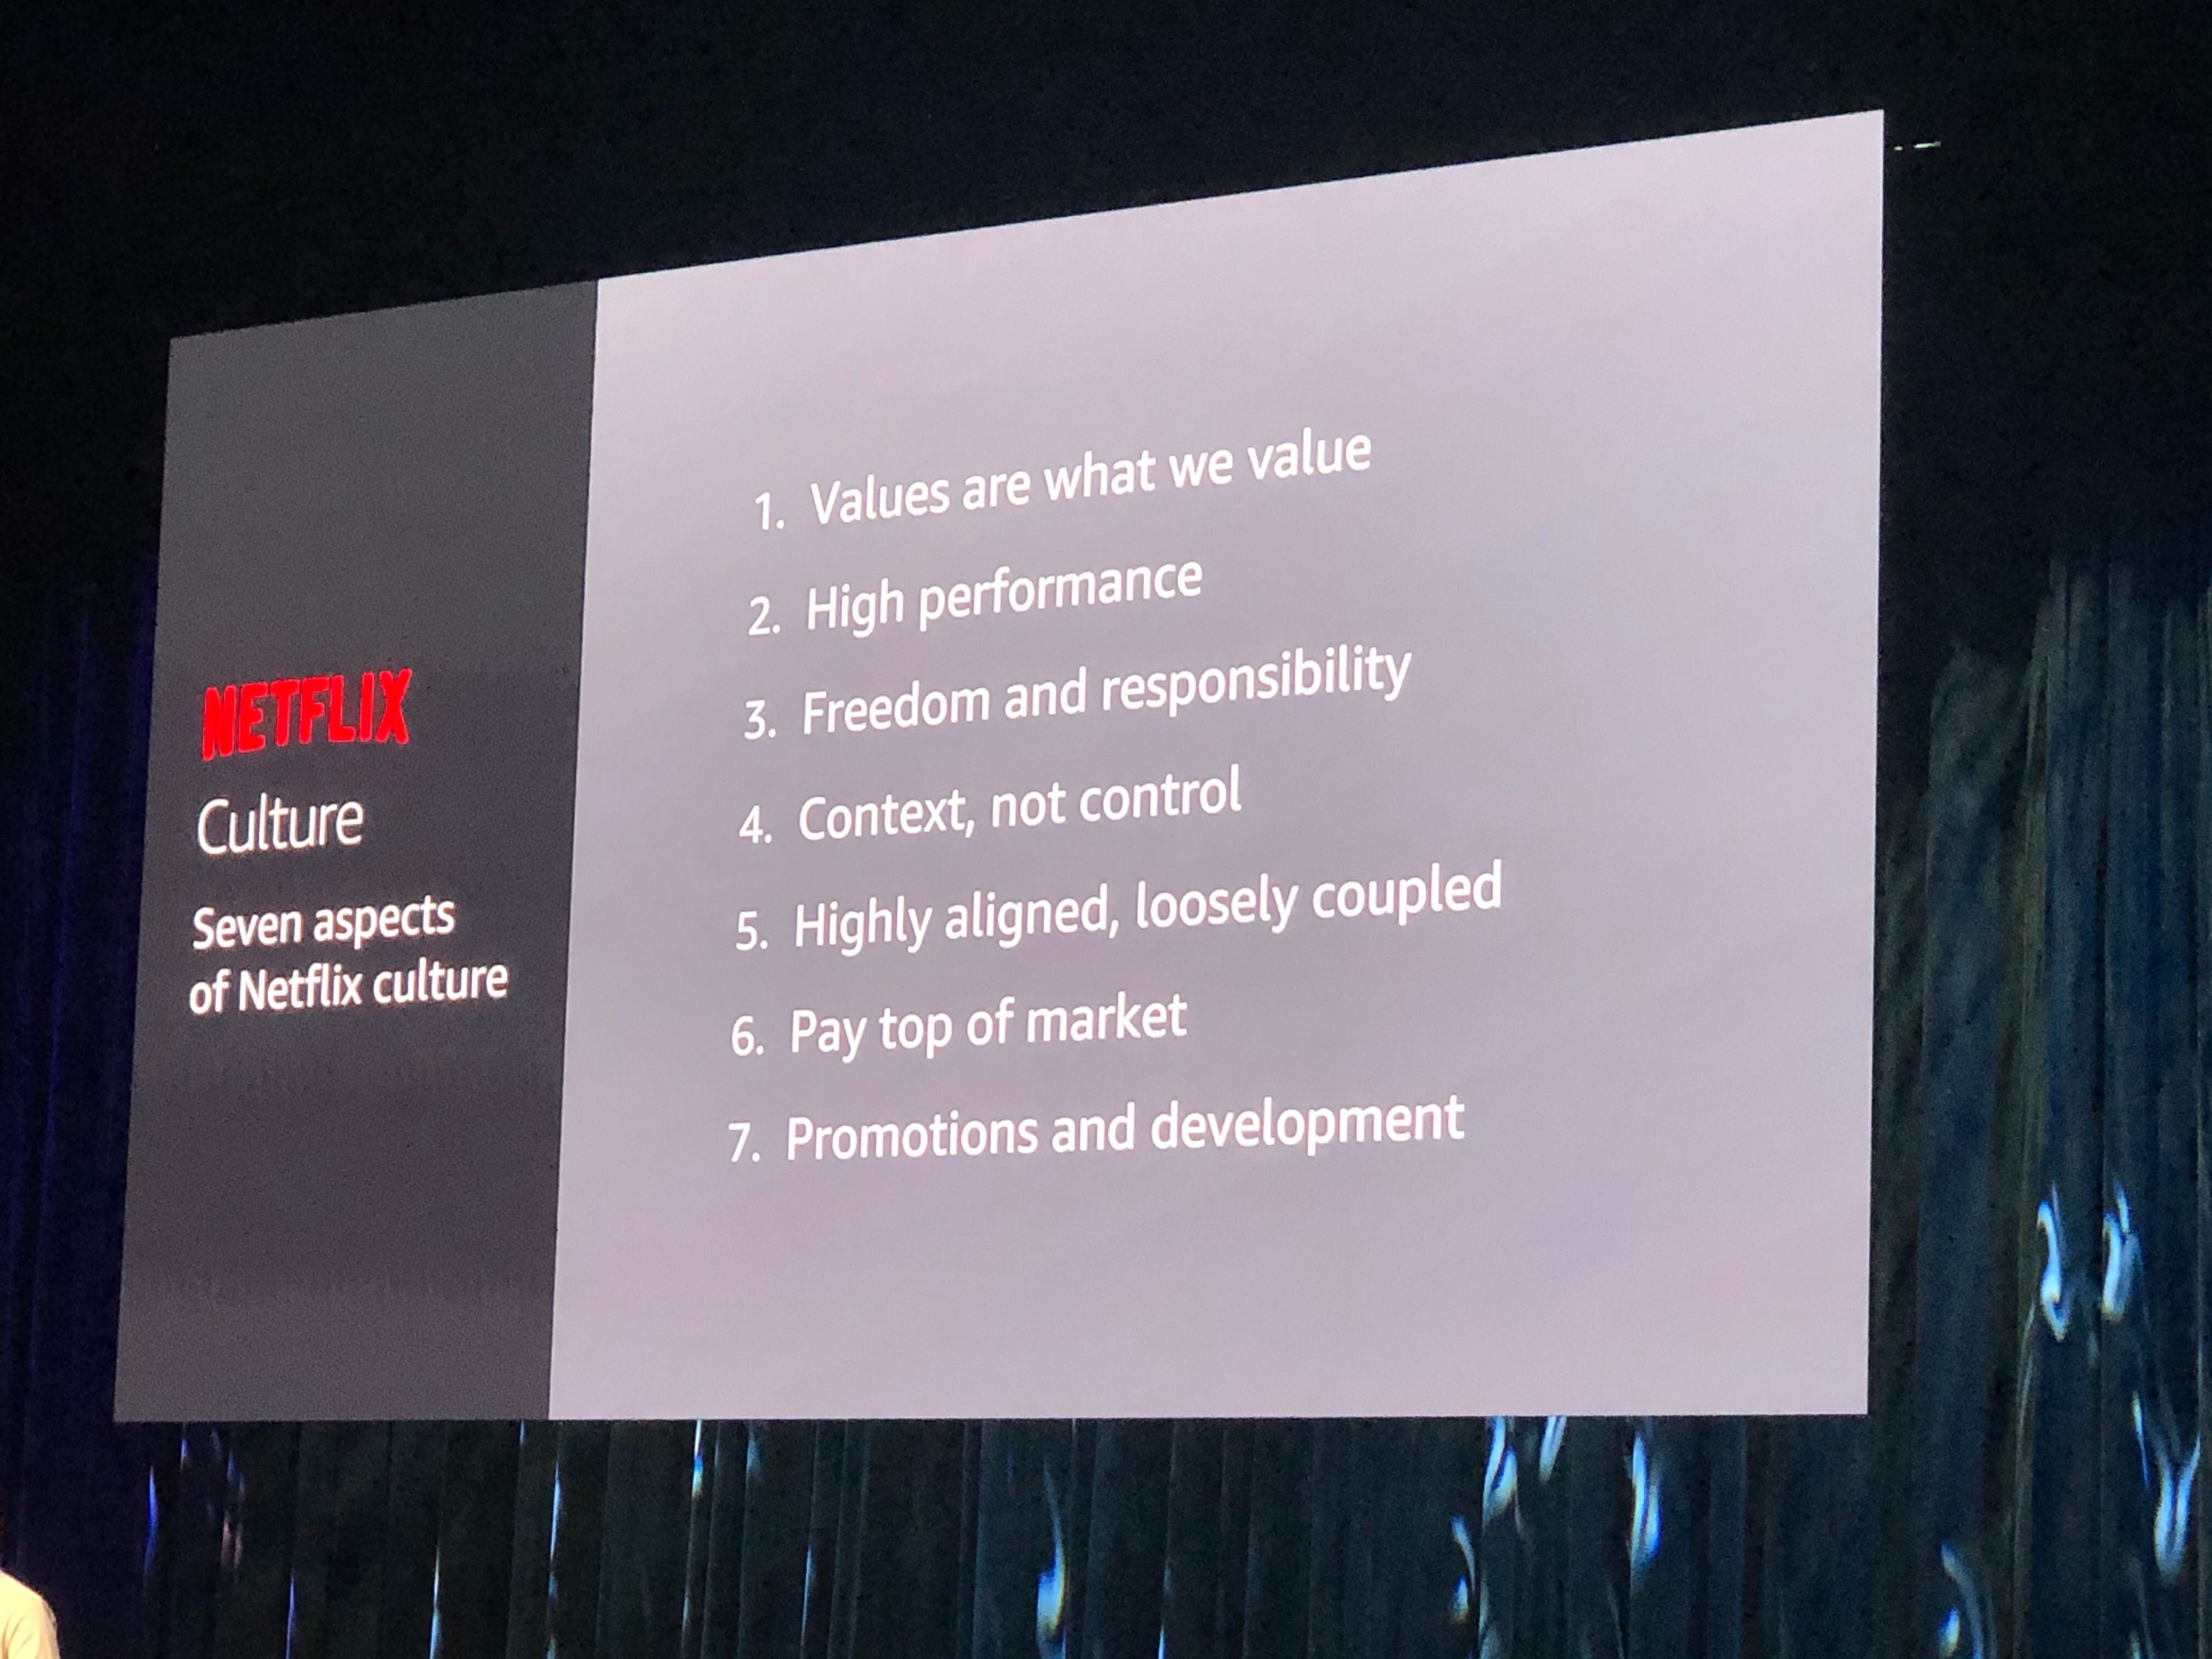 NETFLIX
Culture
Seven aspects
of Netflix culture
1. Values are what we value
2. High performance
3. Freedom and responsibility
4. Context, not control
5. Highly aligned, loosely coupled
6. Pay top of market
7. Promotions and development